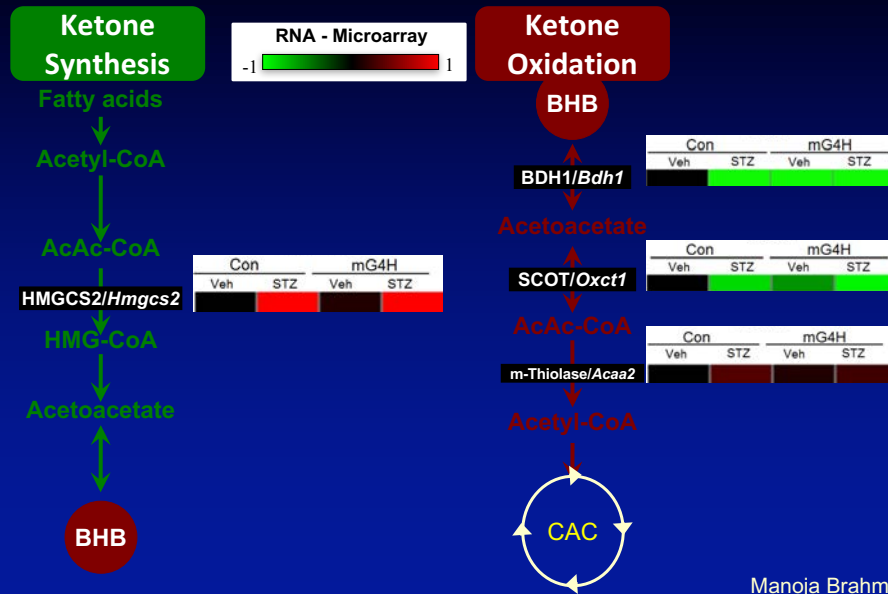 Ketone
Synthesis
RNA - Microarray
-1
1
Ketone
Oxidation
Fatty acids
Acetyl-CoA
AcAc-CoA
HMGCS2/Hmgcs2
Con
mG4H
Veh
STZ
Veh
STZ
HMG-CoA
Acetoacetate
BHB
BHB
BDH1/Bdh1
Con
mG4H
Veh
STZ
Veh
STZ
Acetoacetate
SCOT/Oxct1
Con
mG4H
Veh
STZ
Veh
STZ
AcAc-CoA
m-Thiolase/Acaa2
Con
mG4H
Veh
STZ
Veh
STZ
Acetyl-CoA
CAC
Manoja Brahm